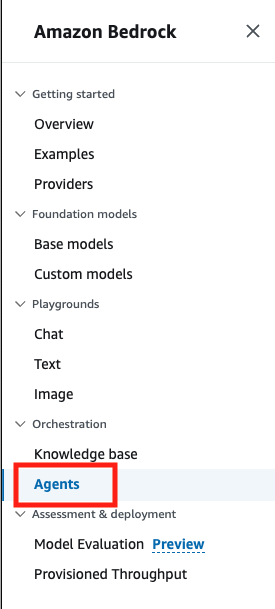 Amazon Bedrock
Getting started
Overview
Examples
Providers
Foundation models
Base models
Custom models
Playgrounds
Chat
Text
Image
Orchestration
Knowledge base
Agents
Assessment & deployment
Model Evaluation Preview
Provisioned Throughput